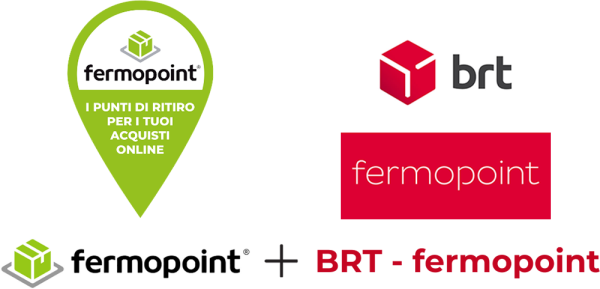 fermopoint®
I PUNTI DI RITIRO
PER I TUOI
ACQUISTI
ONLINE
brt
fermopoint
fermopoint® + BRT - fermopoint